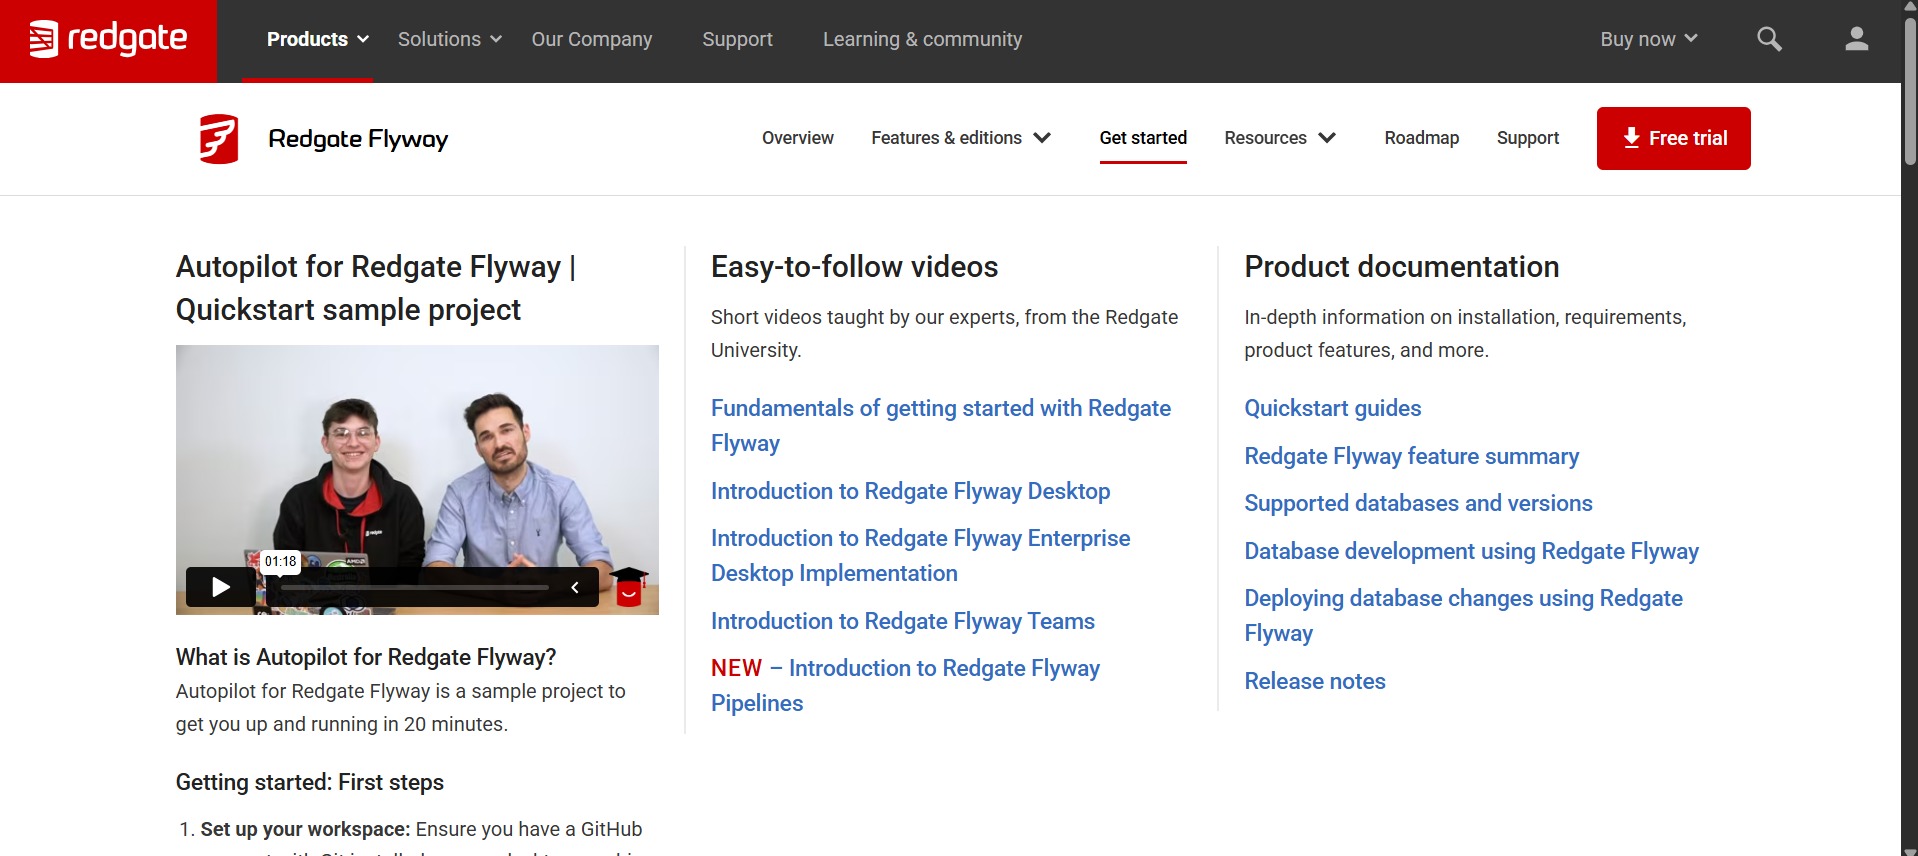 redgate
Products
Solutions
Our Company
Support
Learning & community
Buy now
Redgate Flyway
Overview
Features & editions
Get started
Resources
Roadmap
Support
Free trial
Autopilot for Redgate Flyway |
Quickstart sample project
01:18
What is Autopilot for Redgate Flyway?
Autopilot for Redgate Flyway is a sample project to
get you up and running in 20 minutes.
Getting started: First steps
1. Set up your workspace: Ensure you have a GitHub
Easy-to-follow videos
Short videos taught by our experts, from the Redgate
University.
Fundamentals of getting started with Redgate
Flyway
Introduction to Redgate Flyway Desktop
Introduction to Redgate Flyway Enterprise
Desktop Implementation
Introduction to Redgate Flyway Teams
NEW – Introduction to Redgate Flyway
Pipelines
Product documentation
In-depth information on installation, requirements,
product features, and more.
Quickstart guides
Redgate Flyway feature summary
Supported databases and versions
Database development using Redgate Flyway
Deploying database changes using Redgate
Flyway
Release notes